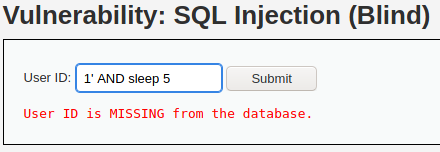 Vulnerability: SQL Injection (Blind)
User ID: 1' AND sleep 5 Submit
User ID is MISSING from the database.